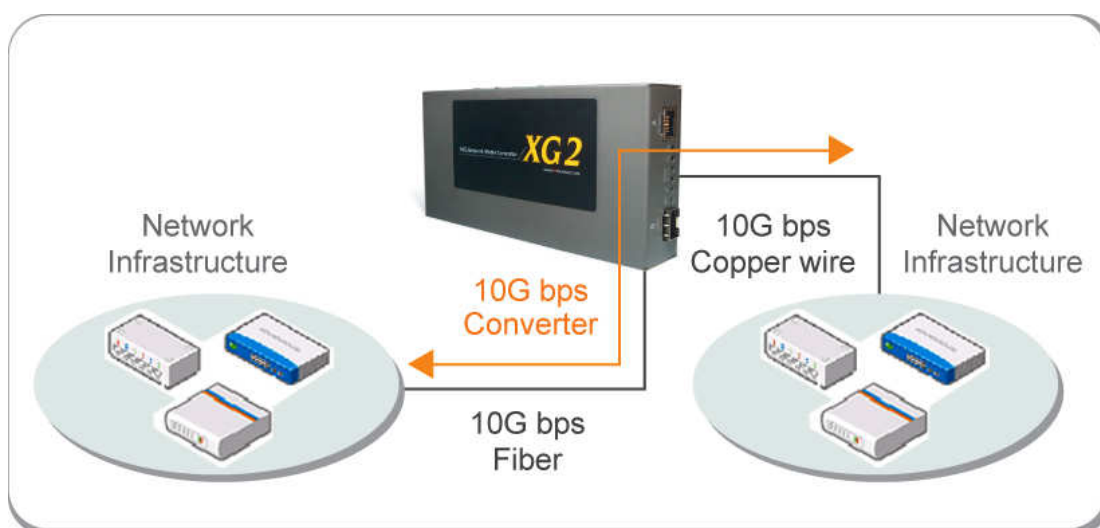 XG2
Network
Infrastructure
10G bps
Copper wire
Network
Infrastructure
10G bps
Converter
10G bps
Fiber